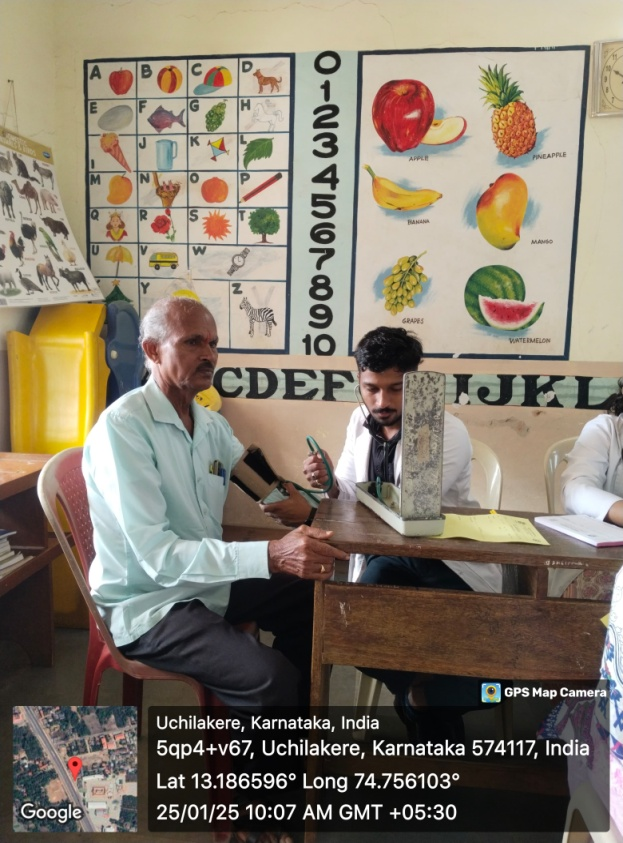 A B C D
E F G H
I J K L
M N O P
Q R S T
U V W
Y Z
0
1
2
3
4
5
6
7
8
9
10
APPLE PINEAPPLE
BANANA MANGO
GRAPES WATERMELON
CDEF IJKL
GPS Map Camera
Uchilakere, Karnataka, India
5qp4+v67, Uchilakere, Karnataka 574117, India
Lat 13.186596° Long 74.756103°
25/01/25 10:07 AM GMT +05:30
Google